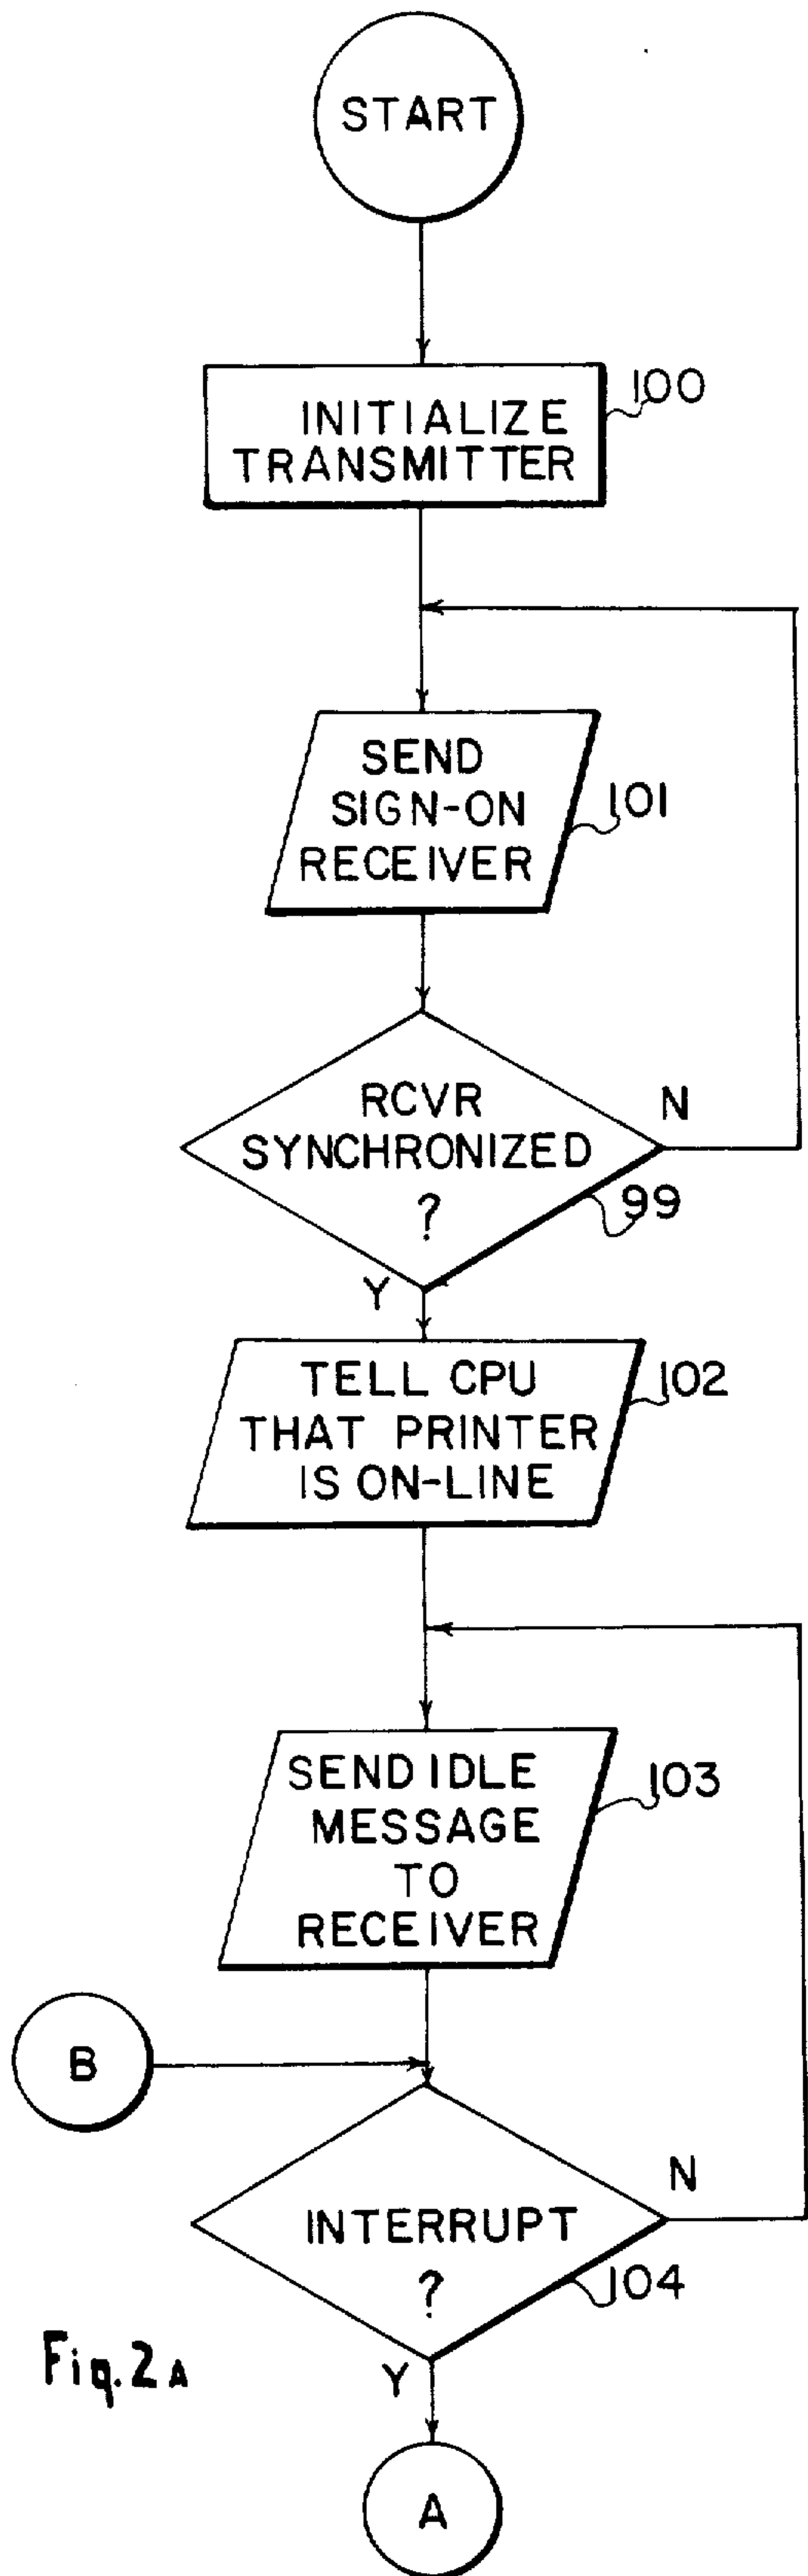 START
100
INITIALIZE
TRANSMITTER
SEND
SIGN-ON
RECEIVER
101
RCVR
SYNCHRONIZED
?
N
99
Y
TELL CPU
THAT PRINTER
IS ON-LINE
102
SEND IDLE
MESSAGE
TO
RECEIVER
103
B
INTERRUPT
?
N
104
Y
Fig. 2A
A